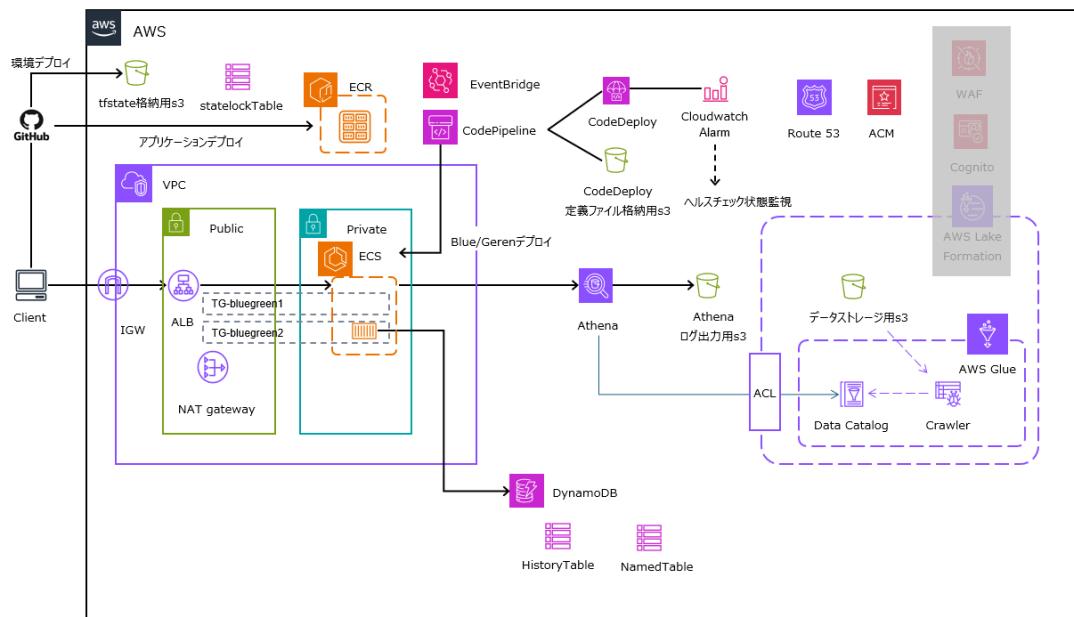 aws
AWS
環境デプロイ
tfstate格納用s3
statelockTable
ECR
EventBridge
CodePipeline
CodeDeploy
Cloudwatch
Alarm
53
Route 53
ACM
WAF
GitHub
アプリケーションデプロイ
Cognito
CodeDeploy
定義ファイル格納用s3
ヘルスチェック状態監視
VPC
Public
Private
Blue/Gerenデプロイ
ECS
AWS Lake
Formation
Client
IGW
ALB
TG-bluegreen1
TG-bluegreen2
Athena
Athena
ログ出力用s3
データストレージ用s3
AWS Glue
NAT gateway
ACL
Data Catalog
Crawler
DynamoDB
HistoryTable
NamedTable